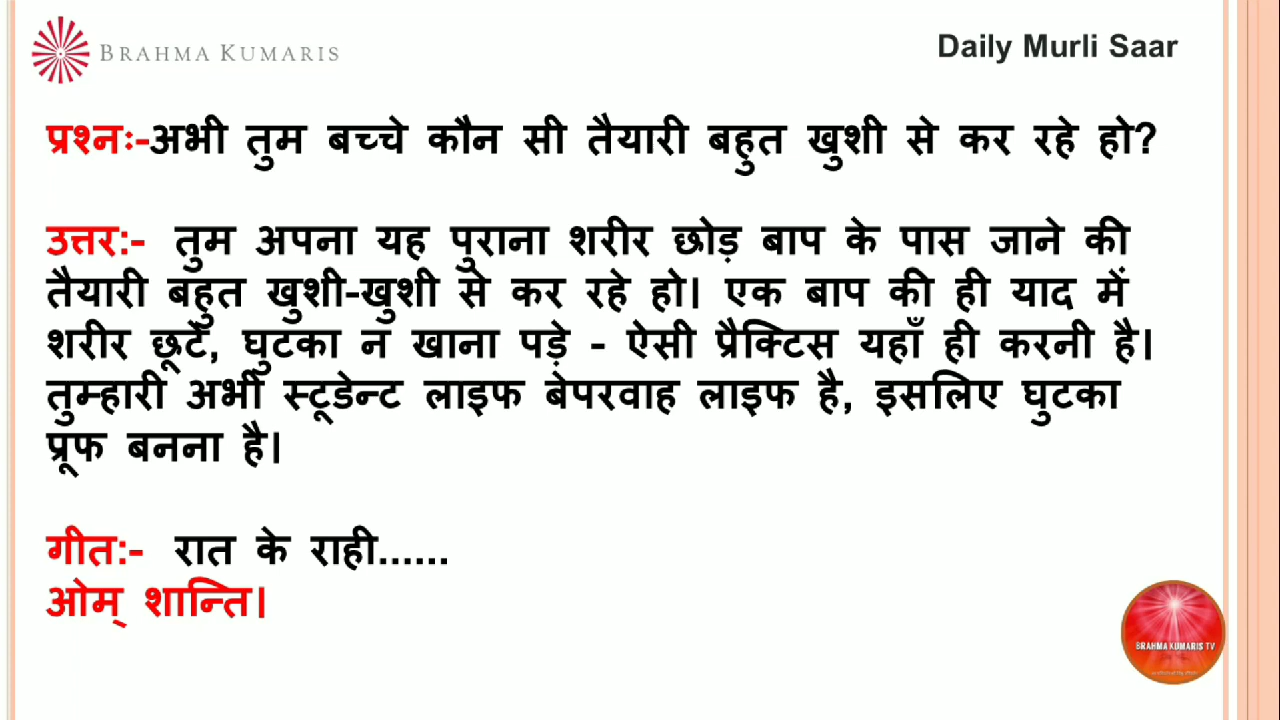 BRAHMA KUMARIS
Daily Murli Saar
प्रश्नः-अभी तुम बच्चे कौन सी तैयारी बहुत खुशी से कर रहे हो?
उत्तर:- तुम अपना यह पुराना शरीर छोड़ बाप के पास जाने की
तैयारी बहुत खुशी-खुशी से कर रहे हो। एक बाप की ही याद में
शरीर छूटे, घुटका न खाना पड़े - ऐसी प्रैक्टिस यहाँ ही करनी है।
तुम्हारी अभी स्टूडेन्ट लाइफ बेपरवाह लाइफ है, इसलिए घुटका
प्रूफ बनना है।
गीत:- रात के राही......
ओम् शान्ति।
BRAHMA KUMARIS TV